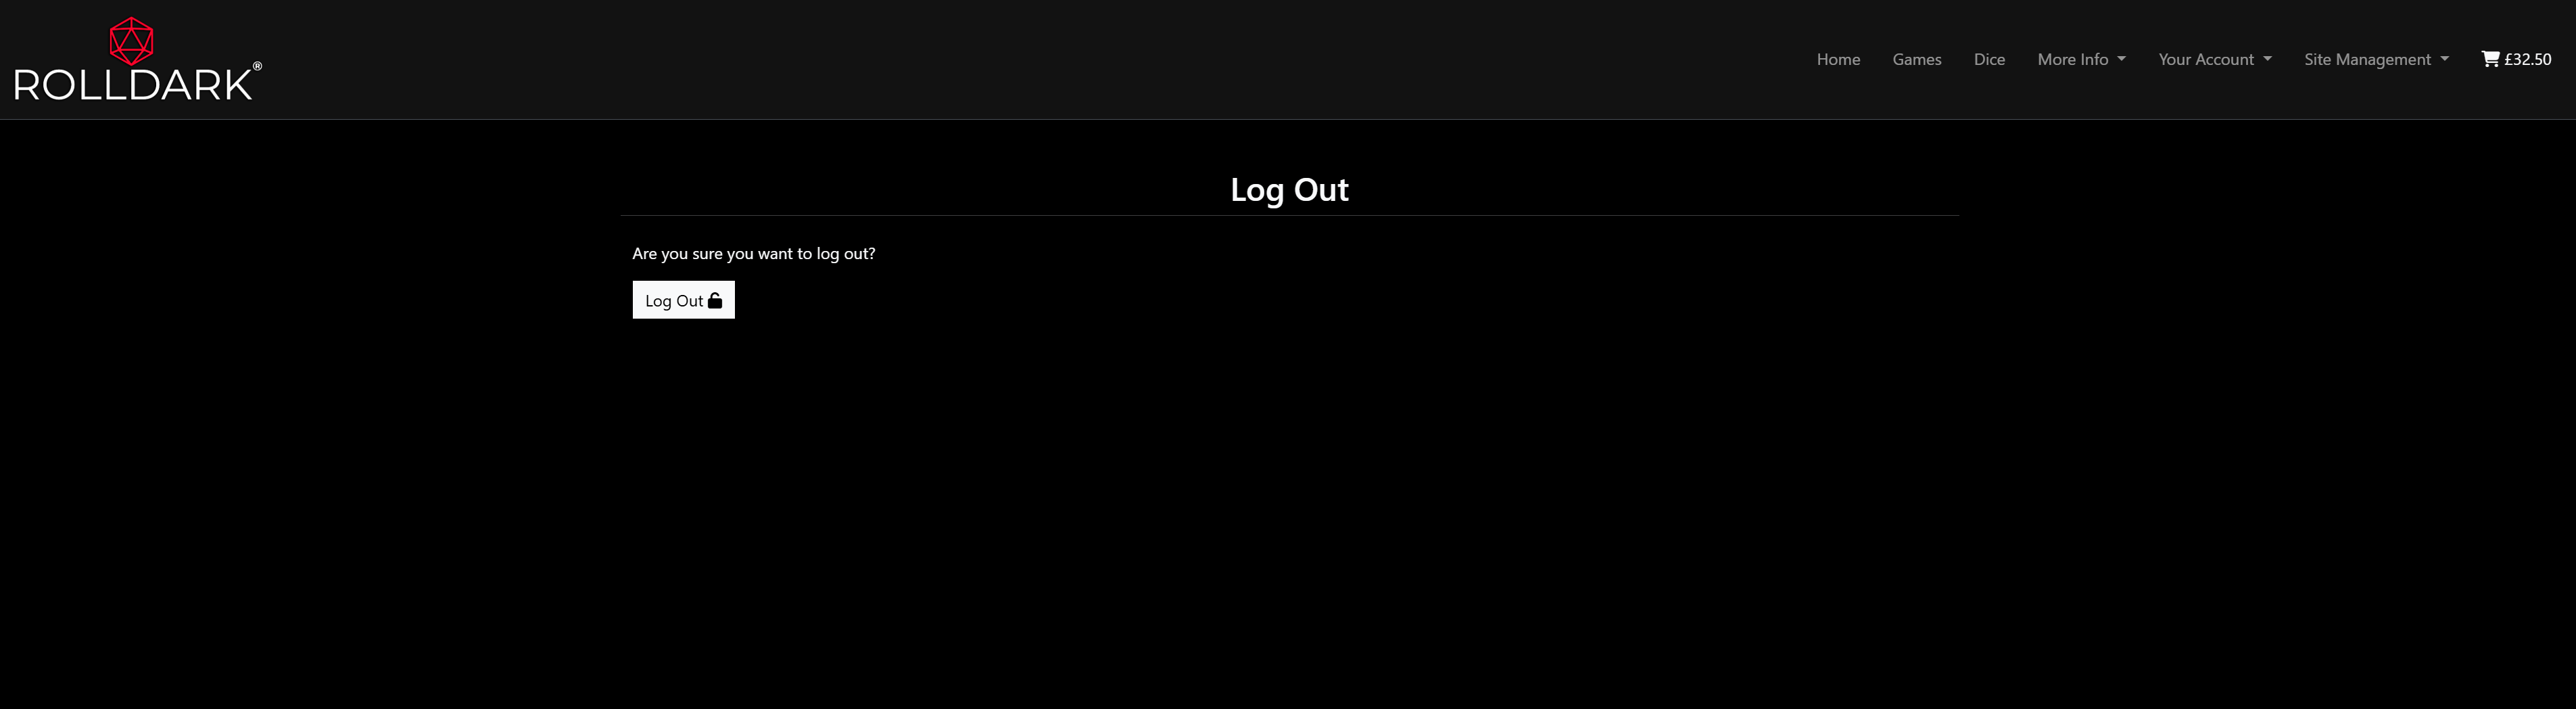 ROLLDARK®
Home Games Dice More Info Your Account Site Management £32.50
Log Out
Are you sure you want to log out?
Log Out